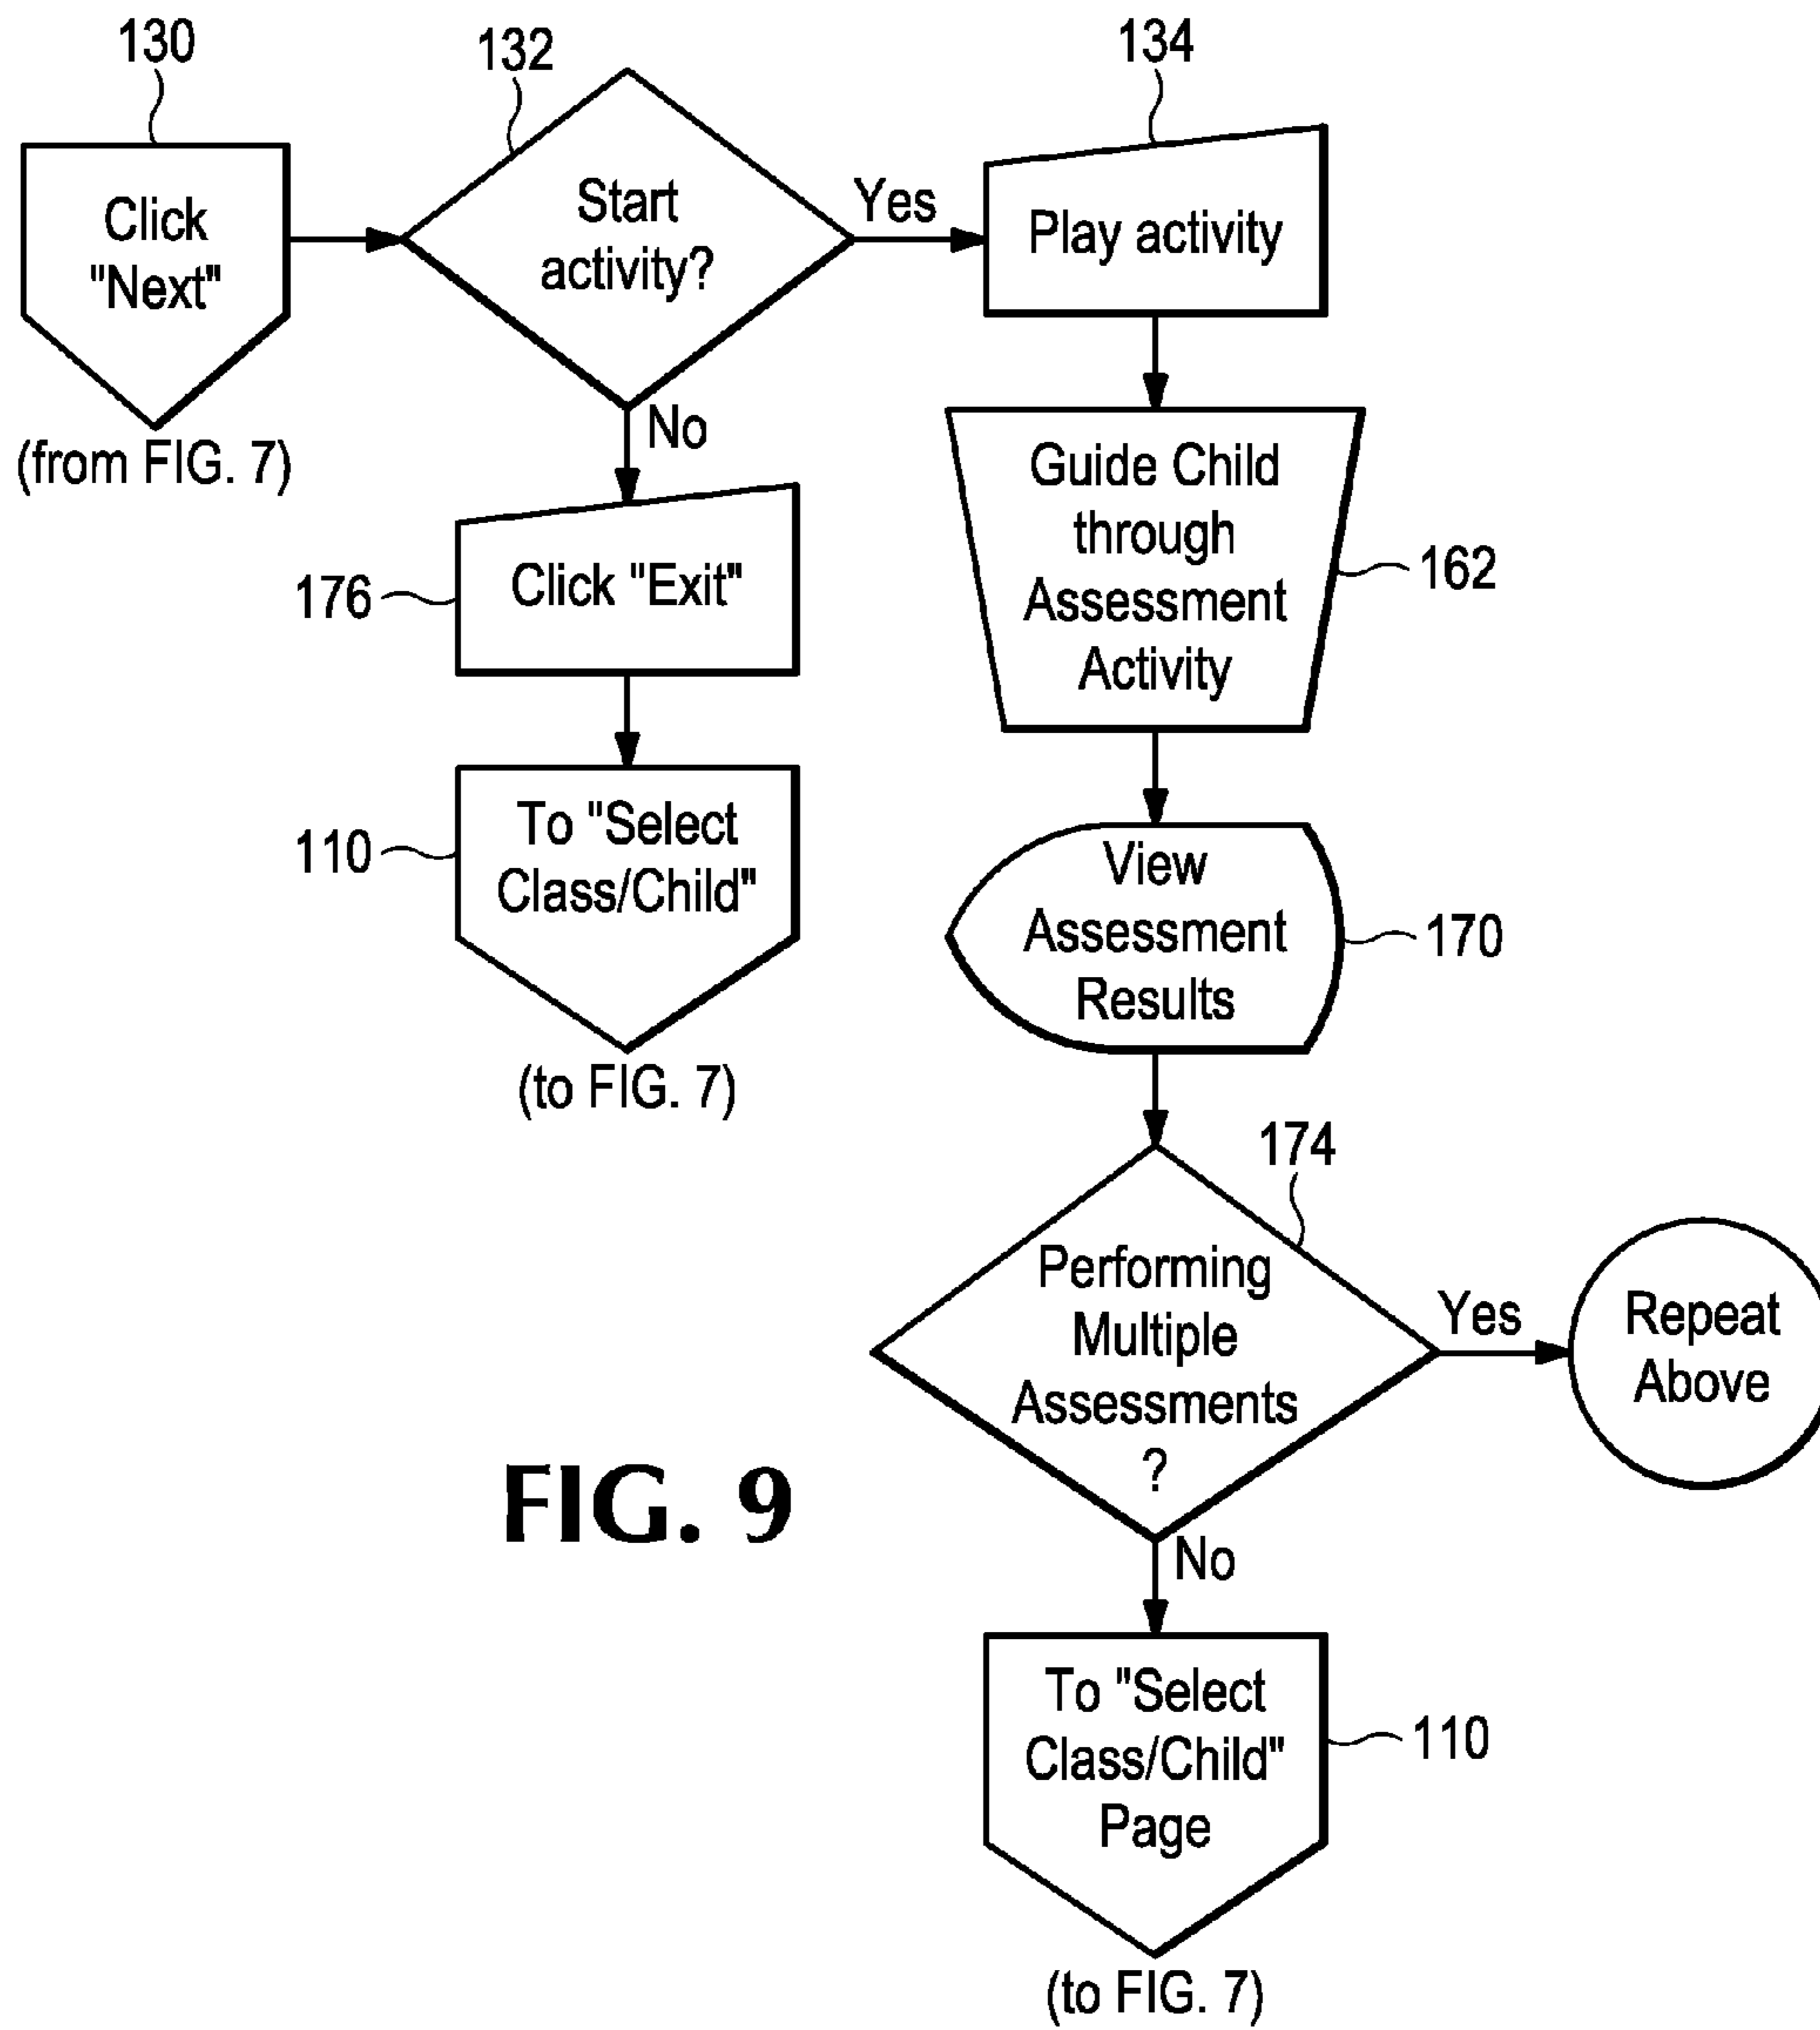 130
Click
"Next"
(from FIG. 7)
132
Start
activity?
Yes
No
134
Play activity
176
Click "Exit"
110
To "Select
Class/Child"
(to FIG. 7)
Guide Child
through
Assessment
Activity
162
View
Assessment
Results
170
174
Performing
Multiple
Assessments
?
Yes
Repeat
Above
No
To "Select
Class/Child"
Page
110
(to FIG. 7)
FIG. 9